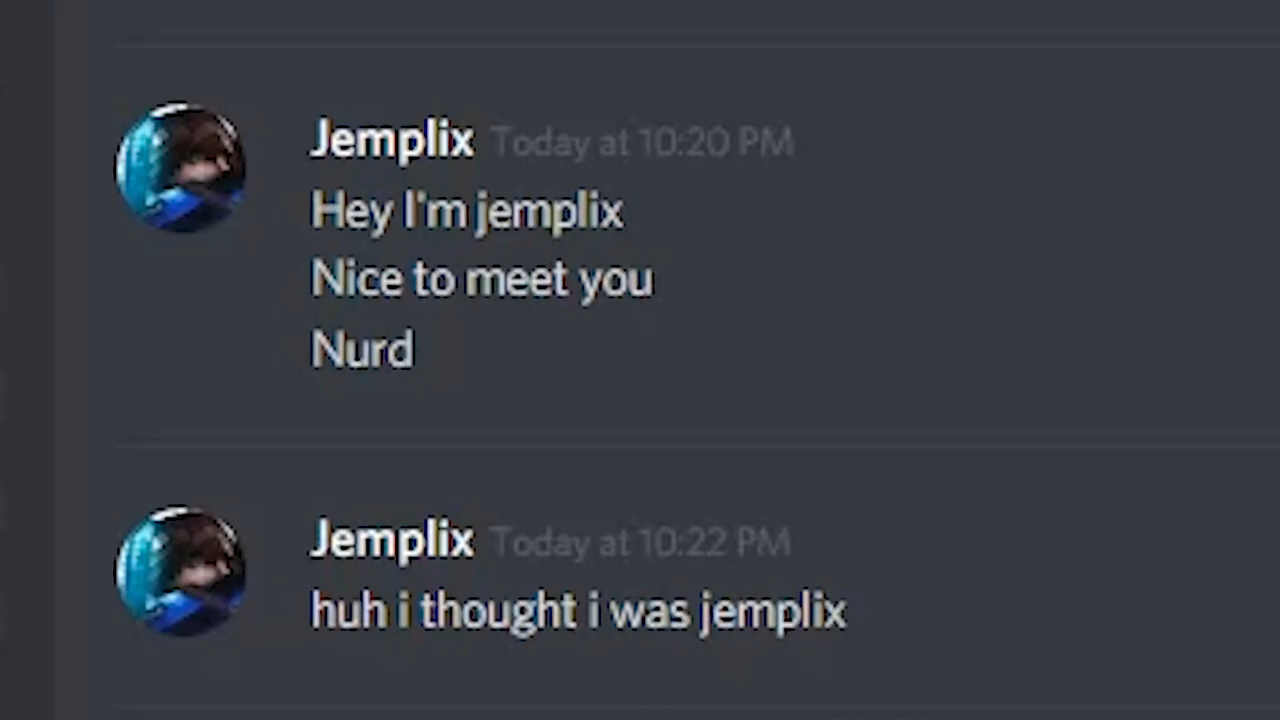 Jemplix Today at 10:20 PM
Hey I'm jemplix
Nice to meet you
Nurd
Jemplix Today at 10:22 PM
huh i thought i was jemplix